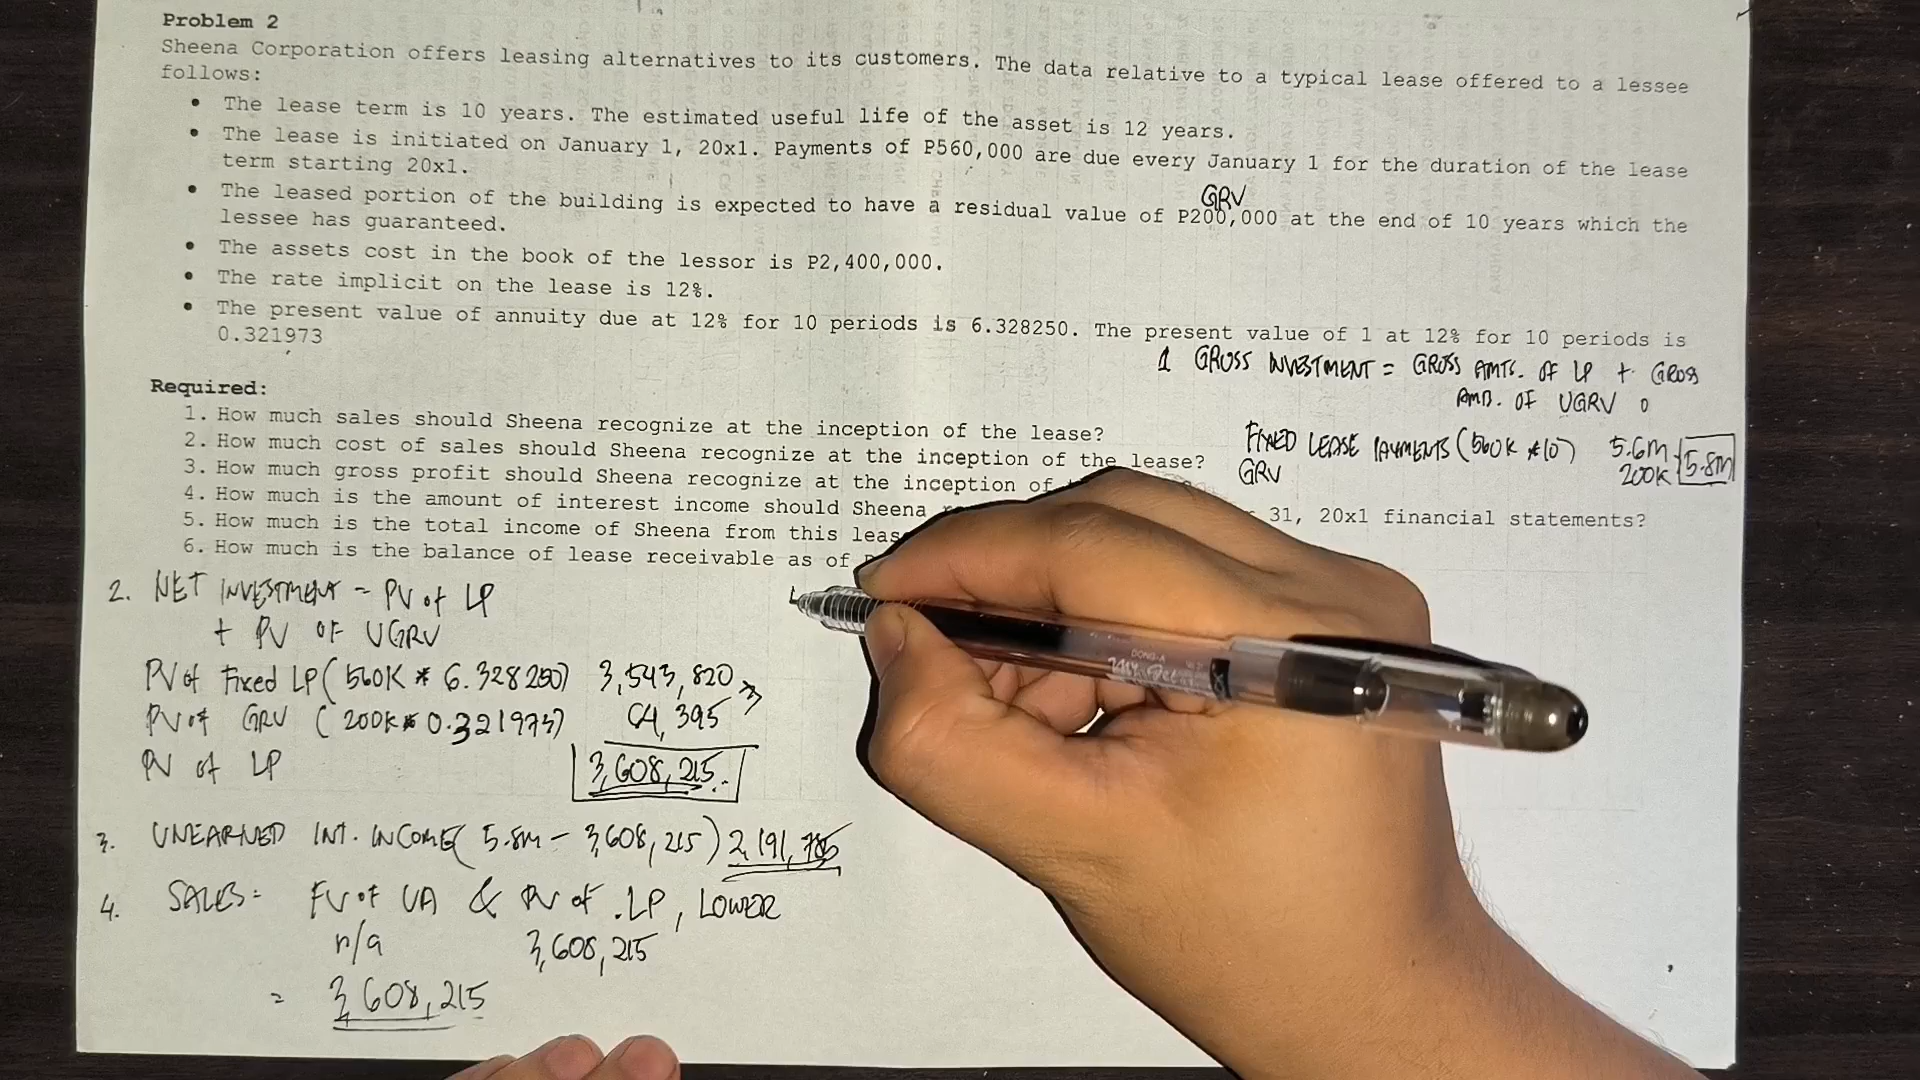 Problem 2
Sheena Corporation offers leasing alternatives to its customers. The data relative to a typical lease offered to a lessee
follows:
• The lease term is 10 years. The estimated useful life of the asset is 12 years.
• The lease is initiated on January 1, 20x1. Payments of P560,000 are due every January 1 for the duration of the lease
term starting 20x1.
GRV
• The leased portion of the building is expected to have a residual value of P200,000 at the end of 10 years which the
lessee has guaranteed.
• The assets cost in the book of the lessor is P2,400,000.
• The rate implicit on the lease is 12%.
• The present value of annuity due at 12% for 10 periods is 6.328250. The present value of 1 at 12% for 10 periods is
0.321973
1 GROSS INVESTMENT = GROSS AMTS. OF LP + GROSS
AMB. OF UGRV 0
FIXED LEASE PAYMENTS (560K *10) 5.6m
GRV 200K 5.8m
Required:
1. How much sales should Sheena recognize at the inception of the lease?
2. How much cost of sales should Sheena recognize at the inception of the lease?
3. How much gross profit should Sheena recognize at the inception of
4. How much is the amount of interest income should Sheena 31, 20x1 financial statements?
5. How much is the total income of Sheena from this leas
6. How much is the balance of lease receivable as of
2. NET INVESTMENT - PV of LP
+ PV OF UGRV
PV of Fixed LP (560K * 6.328250) 3,543,820
PV of GRV (200K * 0.321973) 64,395
PV of LP 3,608,215
3. UNEARNED INT. INCOME (5.8m - 3,608,215) 2,191,785
4. SALES = FV of UA & PV of LP, LOWER
n/a 3,608,215
= 3,608,215
DONG-A
My Gel